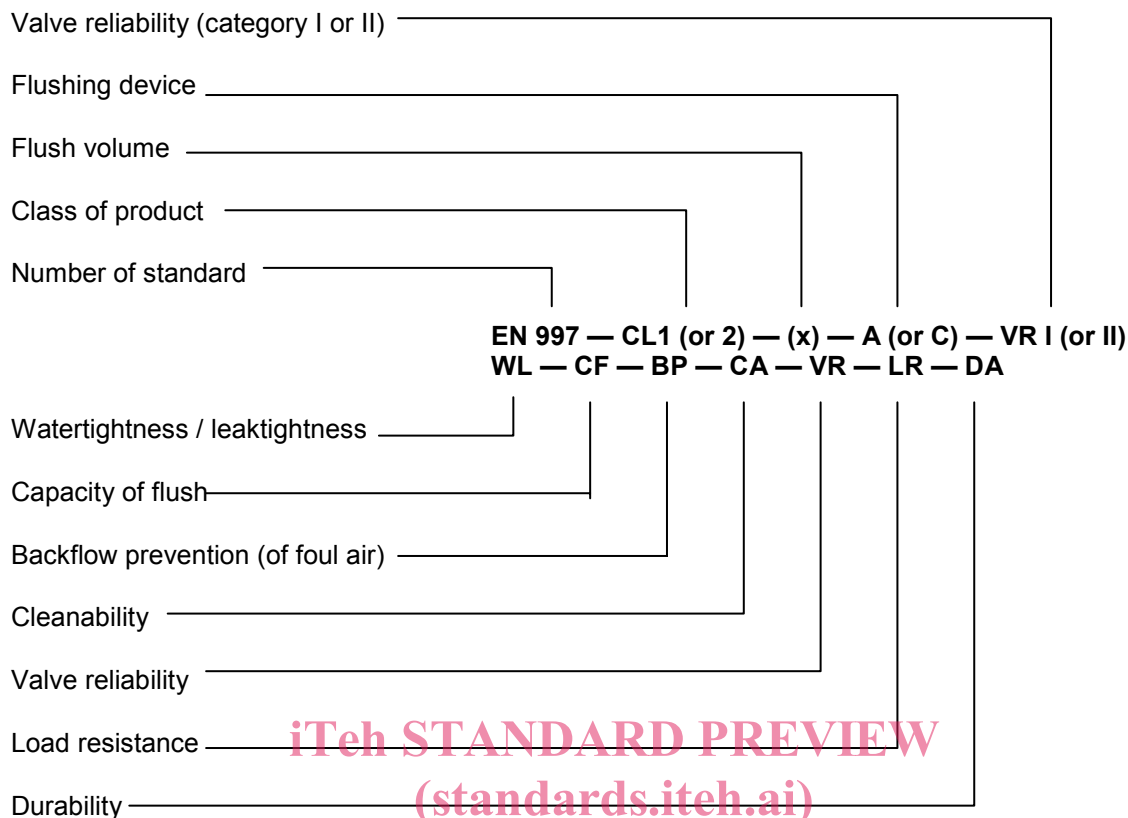 Valve reliability (category I or II)
Flushing device
Flush volume
Class of product
Number of standard
EN 997 — CL1 (or 2) — (x) — A (or C) — VR I (or II)
WL — CF — BP — CA — VR — LR — DA
Watertightness / leaktightness
Capacity of flush
Backflow prevention (of foul air)
Cleanability
Valve reliability
Load resistance
iTeh STANDARD PREVIEW
(standards.iteh.ai)
Durability